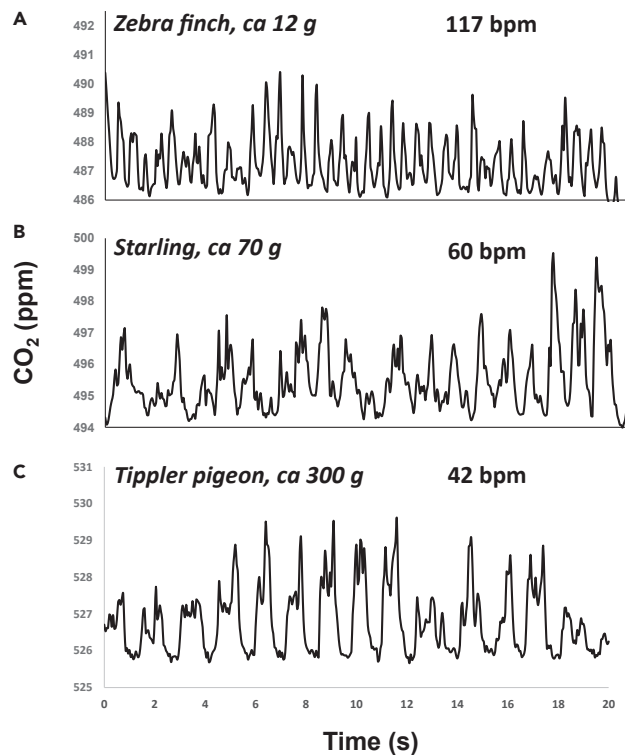 A
Zebra finch, ca 12 g 117 bpm
492
490
489
488
487
486
B
Starling, ca 70 g 60 bpm
500
499
498
497
496
495
494
CO2 (ppm)
C
Tippler pigeon, ca 300 g 42 bpm
531
530
528
527
526
525
0 2 4 6 8 10 12 14 16 18 20
Time (s)